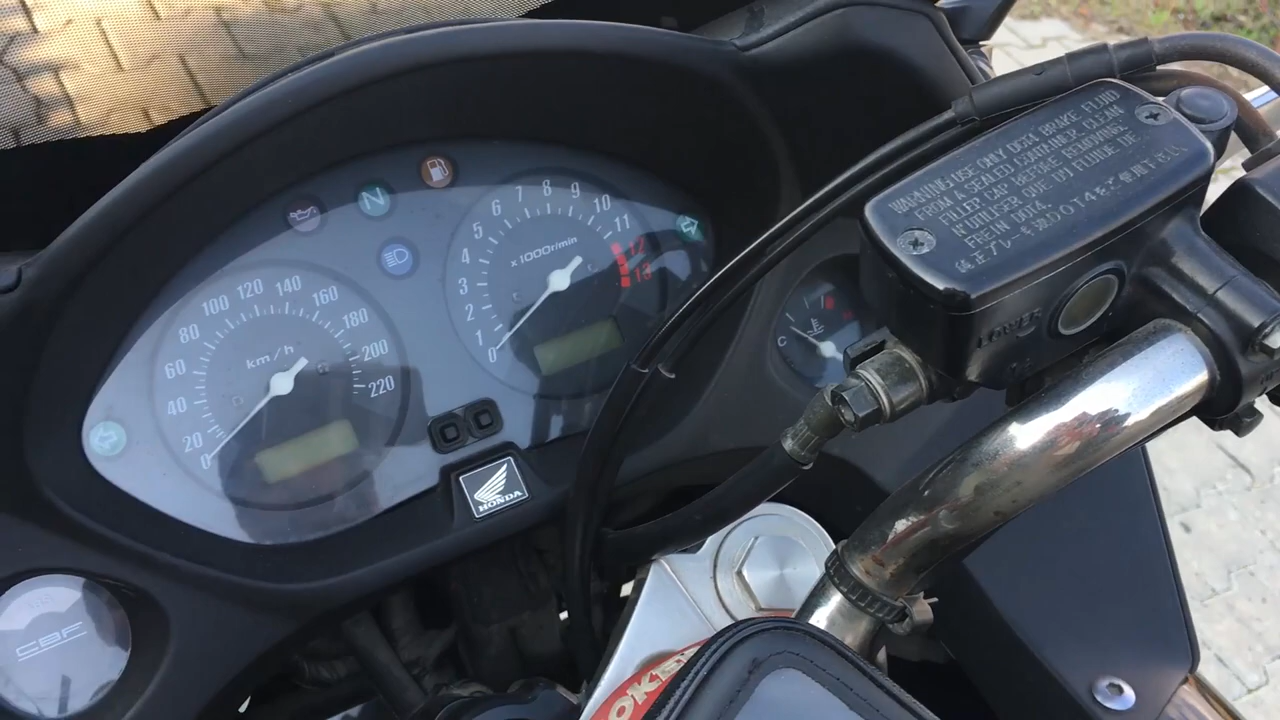 20
40
60
80
100
120
140
160
180
200
220
0
km/h
N
0
1
2
3
4
5
6
7
8
9
10
11
12
13
x1000r/min
C
HONDA
CBF
WARNING USE ONLY DOT4 BRAKE FLUID
FROM A SEALED CONTAINER. CLEAN
FILLER CAP BEFORE REMOVING.
N'UTILISER QUE DU FLUIDE DE
FREIN DOT4.
LOWER